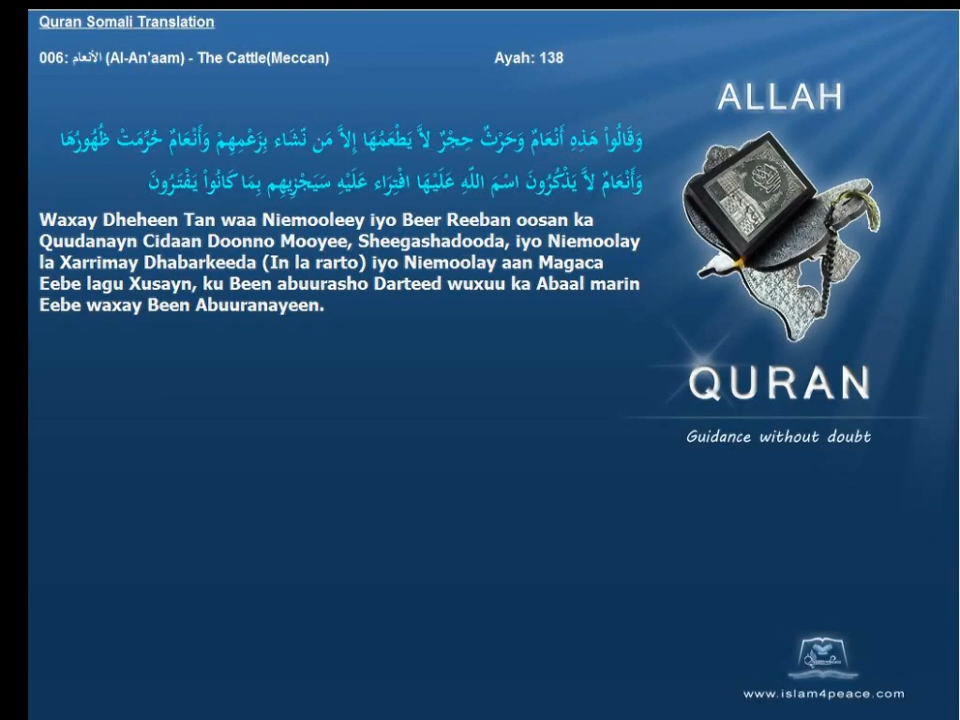 Quran Somali Translation
006: الأنعام (Al-An'aam) - The Cattle(Meccan) Ayah: 138
وَقَالُواْ هَذِهِ أَنْعَامٌ وَحَرْثٌ حِجْرٌ لاَّ يَطْعَمُهَا إِلاَّ مَن نَّشَاء بِزَعْمِهِمْ وَأَنْعَامٌ حُرِّمَتْ ظُهُورُهَا
وَأَنْعَامٌ لاَّ يَذْكُرُونَ اسْمَ اللّهِ عَلَيْهَا افْتِرَاء عَلَيْهِ سَيَجْزِيهِم بِمَا كَانُواْ يَفْتَرُونَ
Waxay Dheheen Tan waa Niemooleey iyo Beer Reeban oosan ka
Quudanayn Cidaan Doonno Mooyee, Sheegashadooda, iyo Niemoolay
la Xarrimay Dhabarkeeda (In la rarto) iyo Niemoolay aan Magaca
Eebe lagu Xusayn, ku Been abuurasho Darteed wuxuu ka Abaal marin
Eebe waxay Been Abuuranayeen.
ALLAH
QURAN
Guidance without doubt
www.islam4peace.com